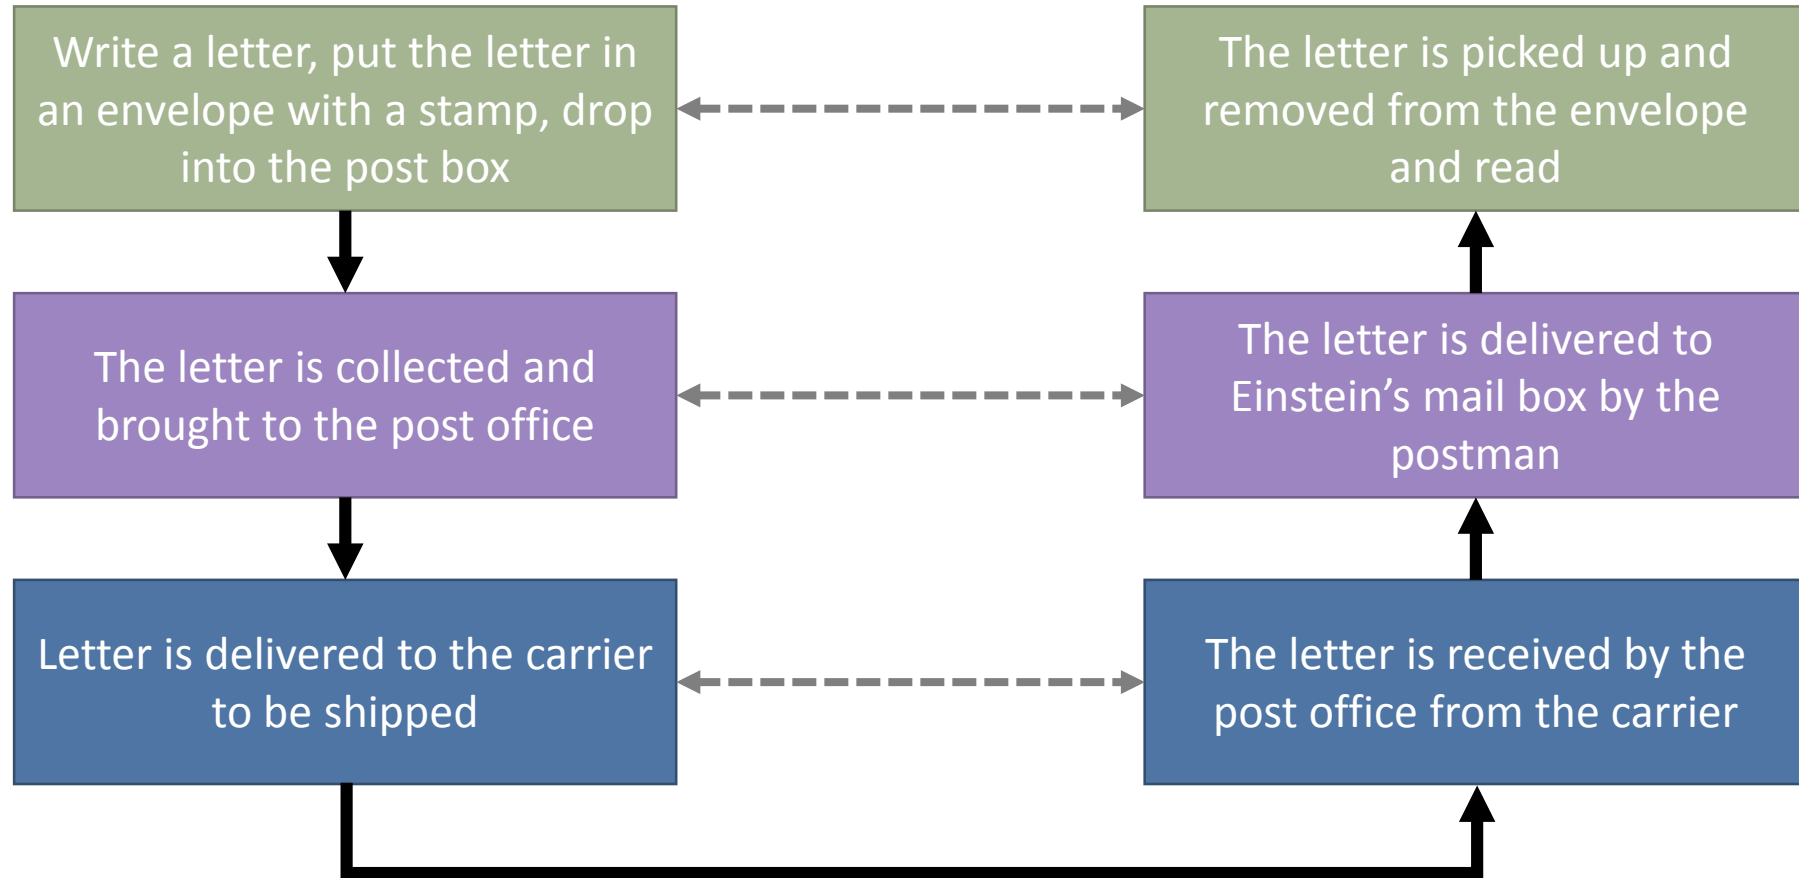 Write a letter, put the letter in
an envelope with a stamp, drop
into the post box
The letter is picked up and
removed from the envelope
and read
The letter is collected and
brought to the post office
The letter is delivered to
Einstein’s mail box by the
postman
Letter is delivered to the carrier
to be shipped
The letter is received by the
post office from the carrier